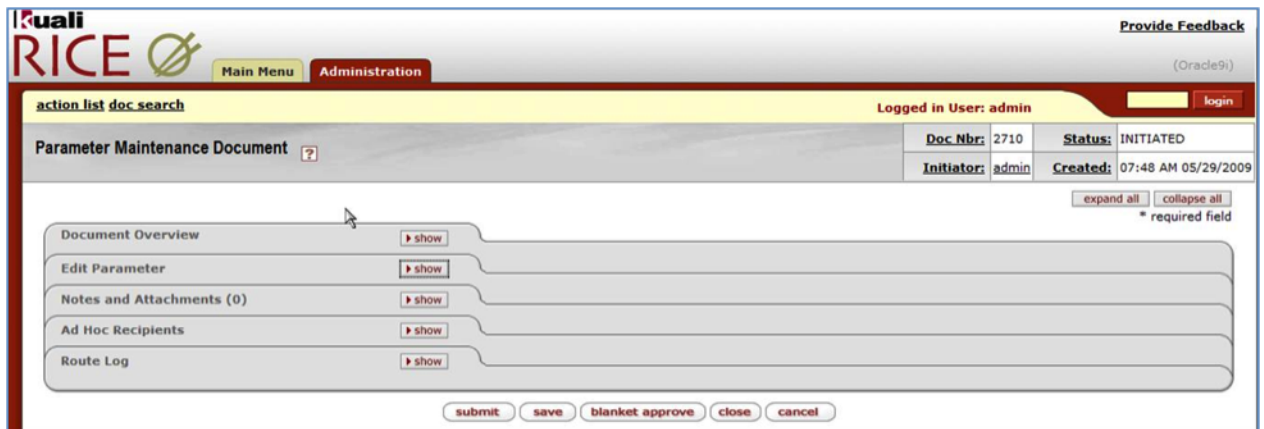 Kuali
RICE
Provide Feedback
Main Menu Administration
(Oracle9i)
action list doc search
Logged in User: admin
login
Parameter Maintenance Document ?
Doc Nbr: 2710 Status: INITIATED
Initiator: admin Created: 07:48 AM 05/29/2009
expand all collapse all
* required field
Document Overview show
Edit Parameter show
Notes and Attachments (0) show
Ad Hoc Recipients show
Route Log show
submit save blanket approve close cancel